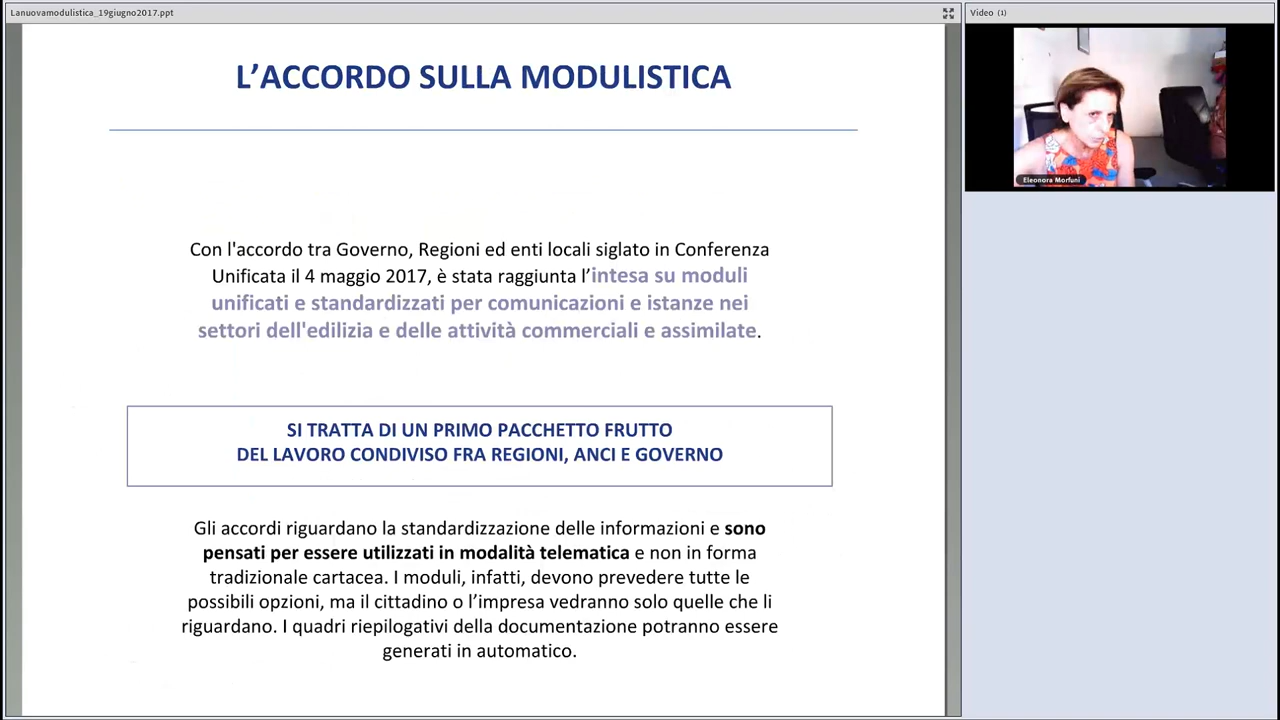 Lanuovamodulistica_19giugno2017.ppt
Video (1)
L’ACCORDO SULLA MODULISTICA
Eleonora Morfuni
Con l'accordo tra Governo, Regioni ed enti locali siglato in Conferenza
Unificata il 4 maggio 2017, è stata raggiunta l’intesa su moduli
unificati e standardizzati per comunicazioni e istanze nei
settori dell'edilizia e delle attività commerciali e assimilate.
SI TRATTA DI UN PRIMO PACCHETTO FRUTTO
DEL LAVORO CONDIVISO FRA REGIONI, ANCI E GOVERNO
Gli accordi riguardano la standardizzazione delle informazioni e sono
pensati per essere utilizzati in modalità telematica e non in forma
tradizionale cartacea. I moduli, infatti, devono prevedere tutte le
possibili opzioni, ma il cittadino o l’impresa vedranno solo quelle che li
riguardano. I quadri riepilogativi della documentazione potranno essere
generati in automatico.